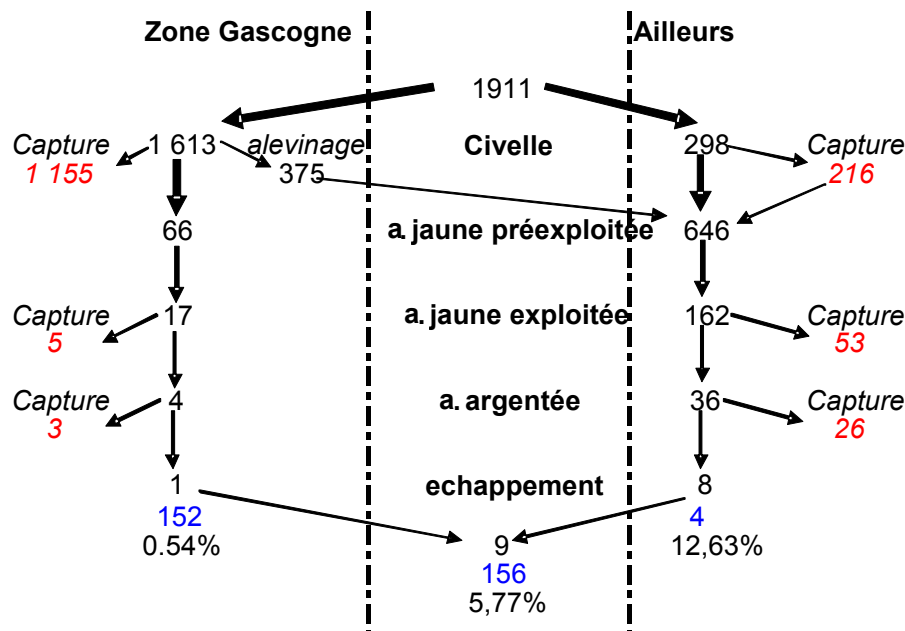 Zone Gascogne Ailleurs
1911
Capture 1 613 alevinage Civelle 298 Capture
1 155 375 216
66 a. jaune préexploitée 646
Capture 17 a. jaune exploitée 162 Capture
5 53
Capture 4 a. argentée 36 Capture
3 26
1 echappement 8
152 4
0.54% 9 12,63%
156
5,77%